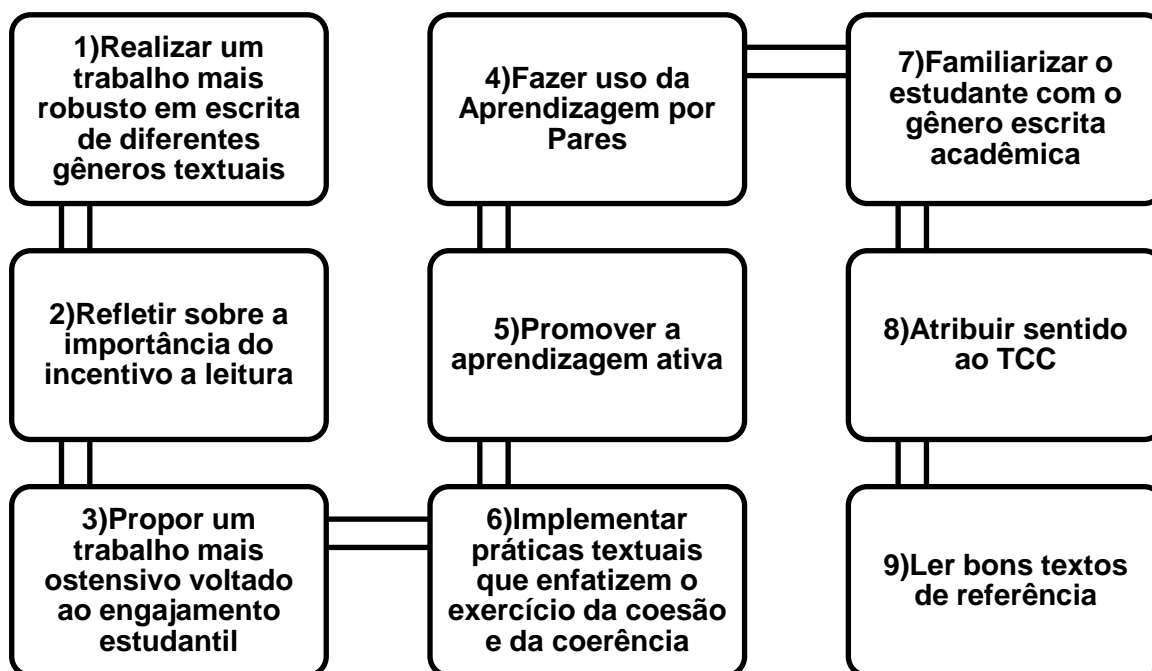 1)Realizar um
trabalho mais
robusto em escrita
de diferentes
gêneros textuais
2)Refletir sobre a
importância do
incentivo a leitura
3)Propor um
trabalho mais
ostensivo voltado
ao engajamento
estudantil
4)Fazer uso da
Aprendizagem por
Pares
5)Promover a
aprendizagem ativa
6)Implementar
práticas textuais
que enfatizem o
exercício da coesão
e da coerência
7)Familiarizar o
estudante com o
gênero escrita
acadêmica
8)Atribuir sentido
ao TCC
9)Ler bons textos
de referência